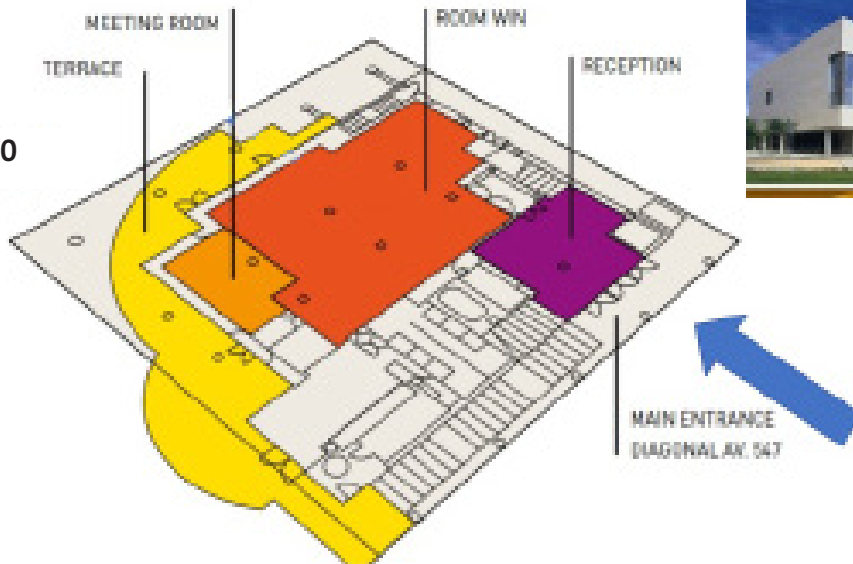 MEETING ROOM
ROOM WIN
TERRACE
RECEPTION
0
MAIN ENTRANCE
DIAGONAL AV. 547